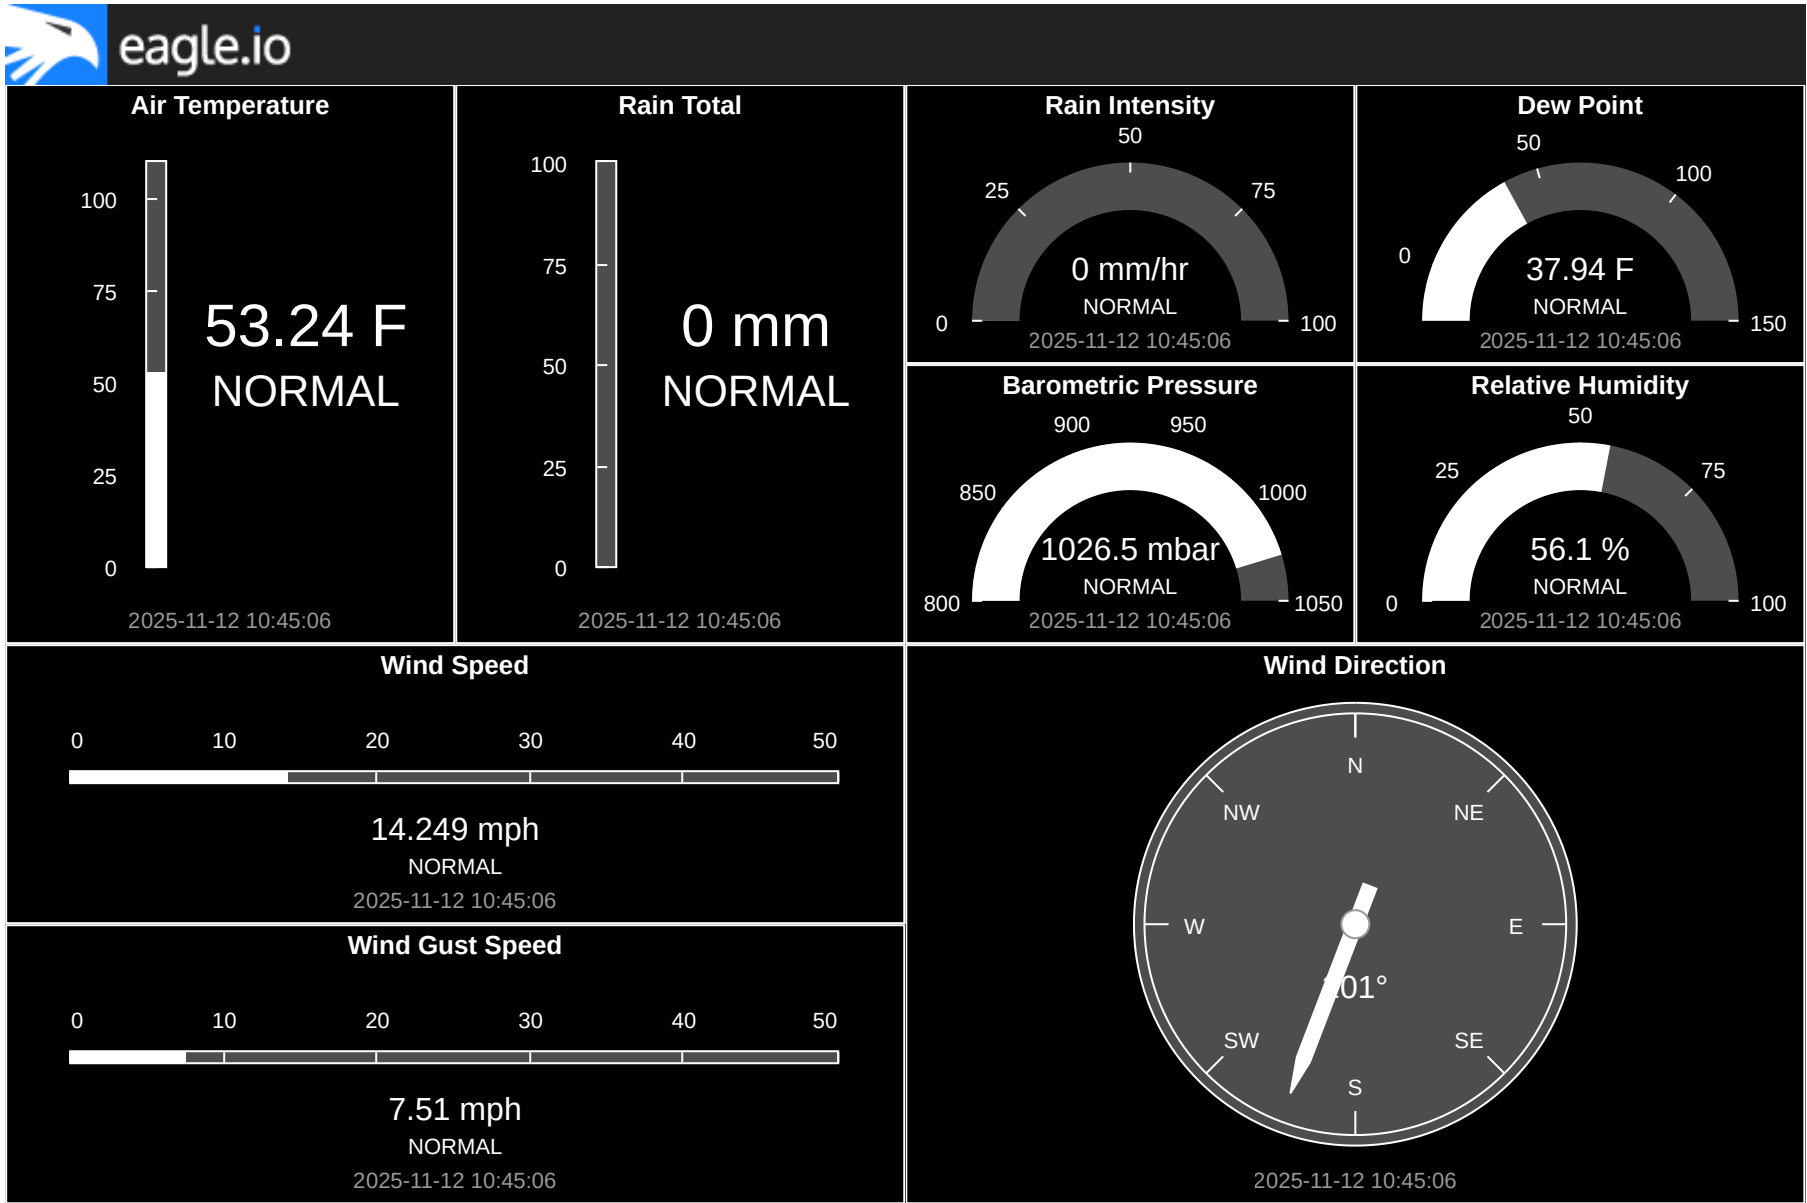 eagle.io
Air Temperature
100
75
50
25
0
53.24 F
NORMAL
2025-11-12 10:45:06
Rain Total
100
75
50
25
0
0 mm
NORMAL
2025-11-12 10:45:06
Rain Intensity
0
25
50
75
100
0 mm/hr
NORMAL
2025-11-12 10:45:06
Dew Point
0
50
100
150
37.94 F
NORMAL
2025-11-12 10:45:06
Barometric Pressure
800
850
900
950
1000
1050
1026.5 mbar
NORMAL
2025-11-12 10:45:06
Relative Humidity
0
25
50
75
100
56.1 %
NORMAL
2025-11-12 10:45:06
Wind Speed
0 10 20 30 40 50
14.249 mph
NORMAL
2025-11-12 10:45:06
Wind Gust Speed
0 10 20 30 40 50
7.51 mph
NORMAL
2025-11-12 10:45:06
Wind Direction
N
NW NE
W E
SW SE
S
2025-11-12 10:45:06